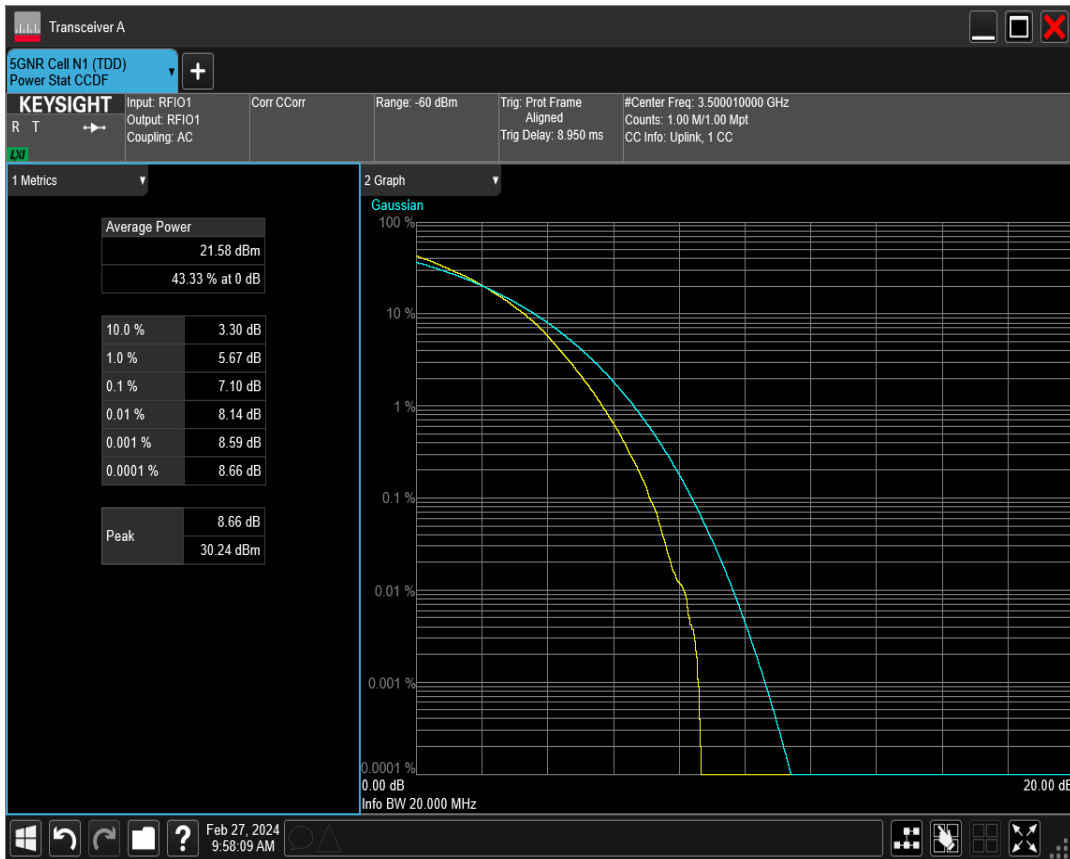 Transceiver A
5GNR Cell N1 (TDD)
Power Stat CCDF
+
KEYSIGHT
R T
LXI
Input: RFIO1
Output: RFIO1
Coupling: AC
Corr CCorr
Range: -60 dBm
Trig: Prot Frame
Aligned
Trig Delay: 8.950 ms
#Center Freq: 3.500010000 GHz
Counts: 1.00 M/1.00 Mpt
CC Info: Uplink, 1 CC
1 Metrics
Average Power
21.58 dBm
43.33 % at 0 dB
10.0 % 3.30 dB
1.0 % 5.67 dB
0.1 % 7.10 dB
0.01 % 8.14 dB
0.001 % 8.59 dB
0.0001 % 8.66 dB
Peak 8.66 dB
30.24 dBm
2 Graph
Gaussian
100 %
10 %
1 %
0.1 %
0.01 %
0.001 %
0.0001 %
0.00 dB 20.00 dB
Info BW 20.000 MHz
?
Feb 27, 2024
9:58:09 AM